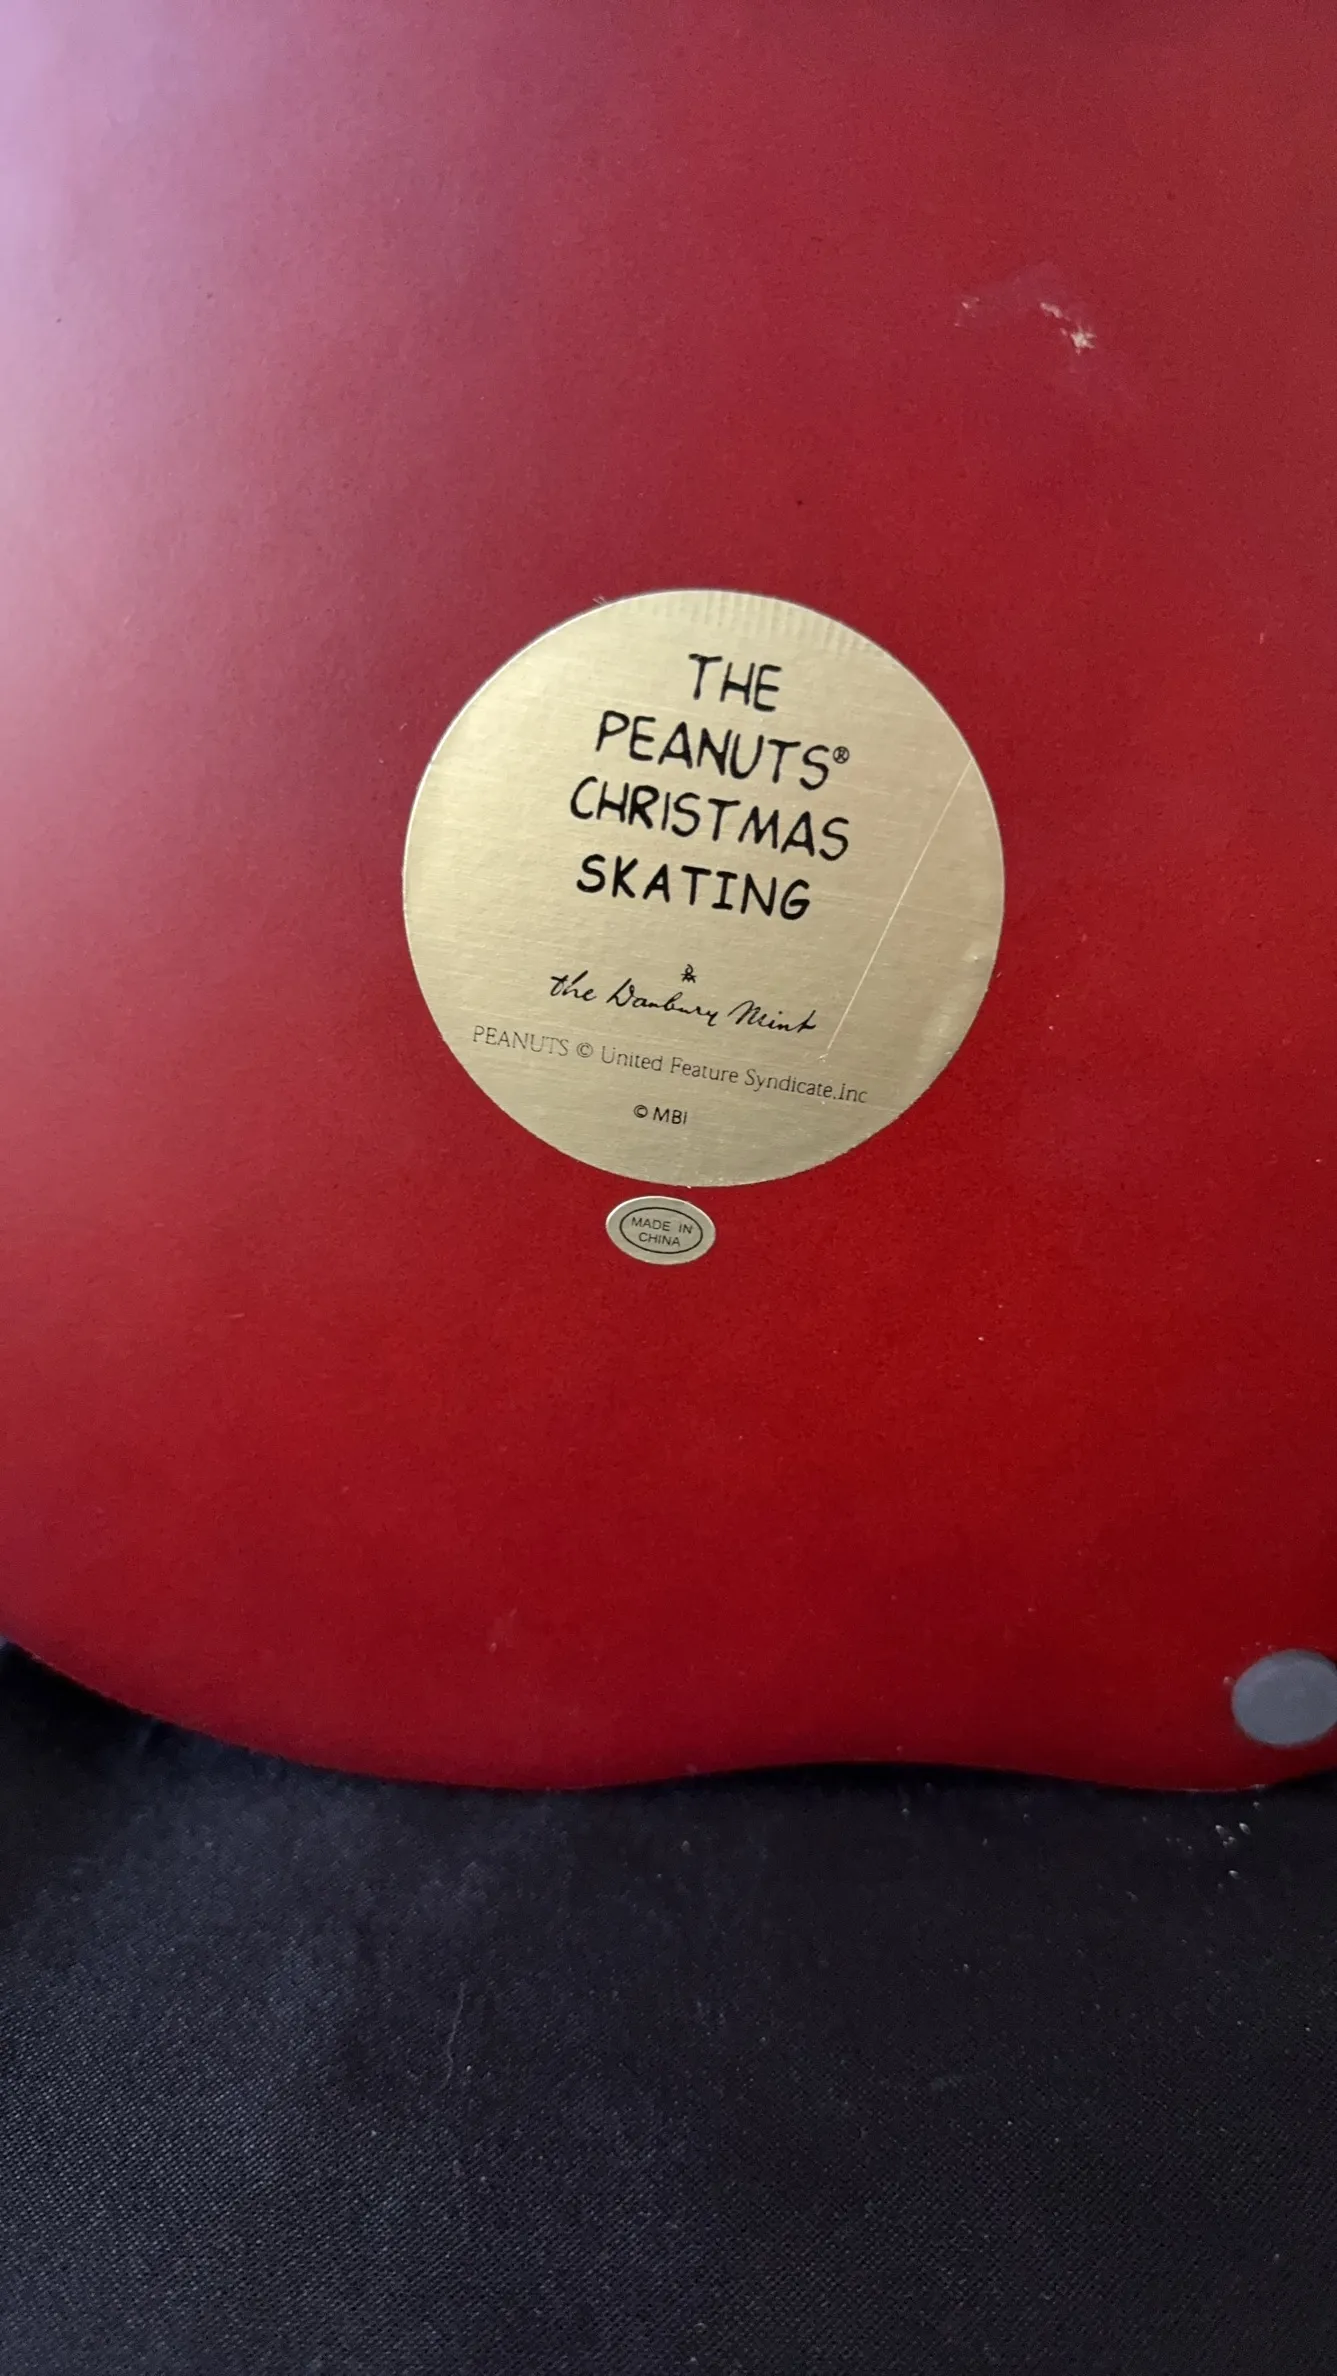 THE
PEANUTS®
CHRISTMAS
SKATING
the Danbury Mint
PEANUTS © United Feature Syndicate,Inc
© MBI
MADE IN
CHINA